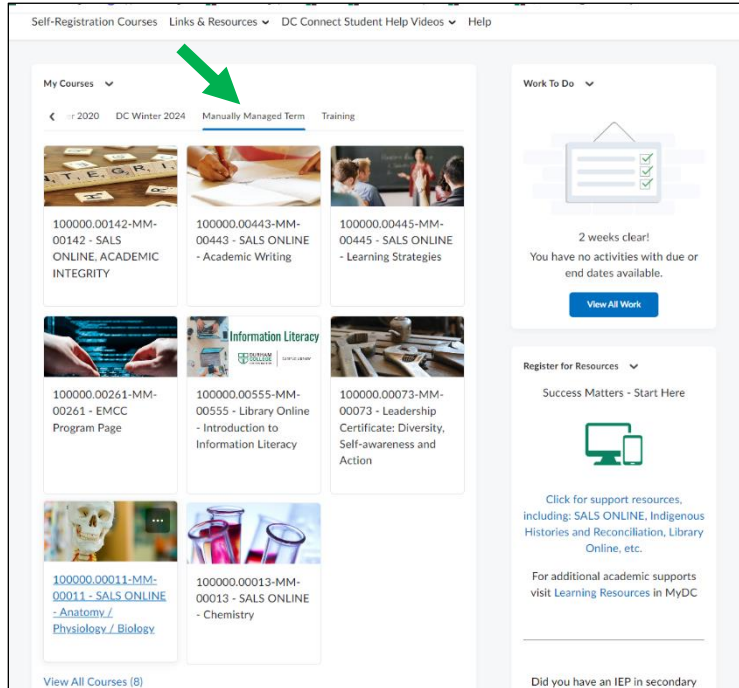 Self-Registration Courses Links & Resources DC Connect Student Help Videos Help
My Courses
r 2020 DC Winter 2024 Manually Managed Term Training
100000.00142-MM-
00142 - SALS
ONLINE, ACADEMIC
INTEGRITY
100000.00443-MM-
00443 - SALS ONLINE
- Academic Writing
100000.00445-MM-
00445 - SALS ONLINE
- Learning Strategies
Information Literacy
DURHAM
COLLEGE
100000.00261-MM-
00261 - EMCC
Program Page
100000.00555-MM-
00555 - Library Online
- Introduction to
Information Literacy
100000.00073-MM-
00073 - Leadership
Certificate: Diversity,
Self-awareness and
Action
100000.00011-MM-
00011 - SALS ONLINE
- Anatomy /
Physiology / Biology
100000.00013-MM-
00013 - SALS ONLINE
- Chemistry
View All Courses (8)
Work To Do
2 weeks clear!
You have no activities with due or
end dates available.
View All Work
Register for Resources
Success Matters - Start Here
Click for support resources,
including: SALS ONLINE, Indigenous
Histories and Reconciliation, Library
Online, etc.
For additional academic supports
visit Learning Resources in MyDC
Did you have an IEP in secondary